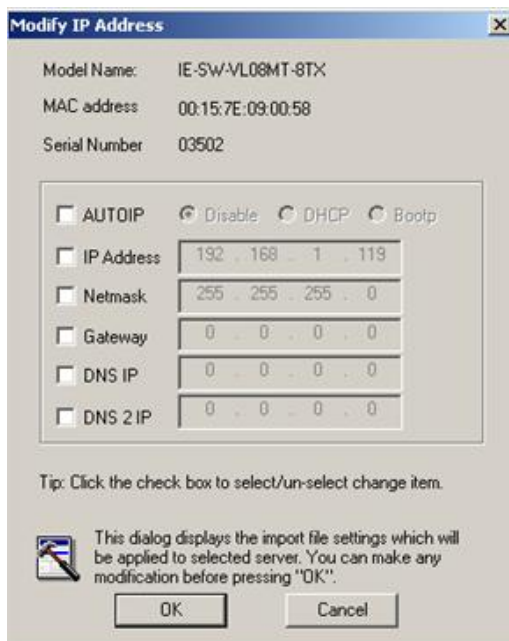 Modify IP Address
Model Name: IE-SW-VL08MT-8TX
MAC address 00:15:7E:09:00:58
Serial Number 03502
AUTOIP Disable DHCP Bootp
IP Address 192 . 168 . 1 . 119
Netmask 255 . 255 . 255 . 0
Gateway 0 . 0 . 0 . 0
DNS IP 0 . 0 . 0 . 0
DNS 2 IP 0 . 0 . 0 . 0
Tip: Click the check box to select/un-select change item.
This dialog displays the import file settings which will
be applied to selected server. You can make any
modification before pressing "OK".
OK Cancel